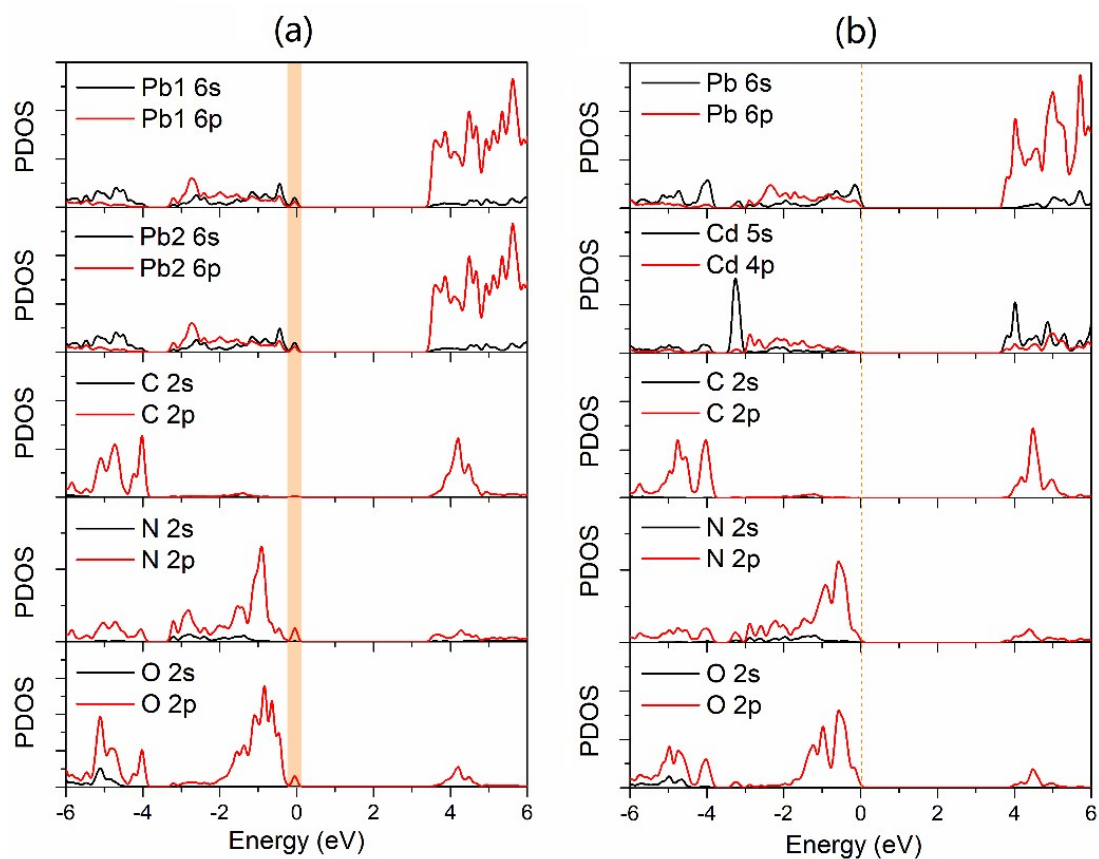 (a)
PDOS
Pb1 6s
Pb1 6p
PDOS
Pb2 6s
Pb2 6p
PDOS
C 2s
C 2p
PDOS
N 2s
N 2p
PDOS
O 2s
O 2p
-6 -4 -2 0 2 4 6
Energy (eV)
(b)
PDOS
Pb 6s
Pb 6p
PDOS
Cd 5s
Cd 4p
PDOS
C 2s
C 2p
PDOS
N 2s
N 2p
PDOS
O 2s
O 2p
-6 -4 -2 0 2 4 6
Energy (eV)